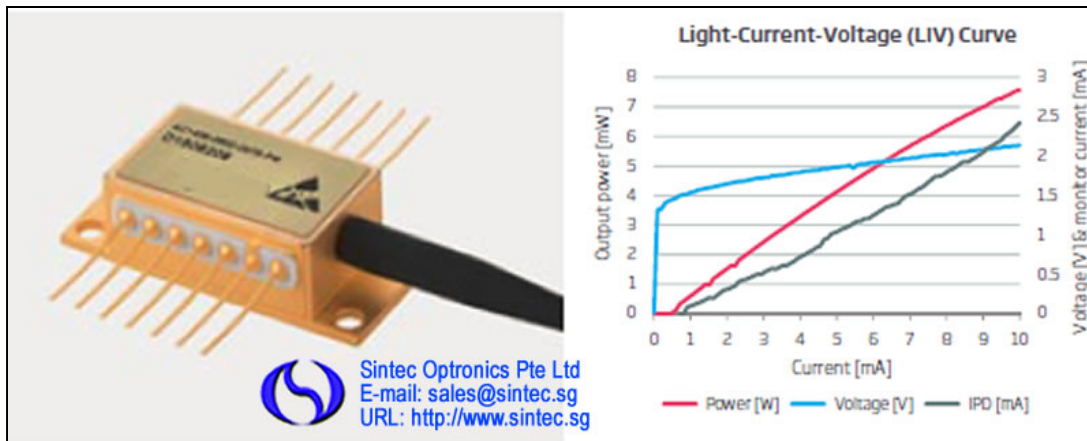 D1508209
Sintec Optronics Pte Ltd
E-mail: sales@sintec.sg
URL: http://www.sintec.sg
Light-Current-Voltage (LIV) Curve
Output power [mW]
8
7
6
5
4
3
2
1
0
3
2.5
2
1.5
1
0.5
0
Voltage [V] & monitor current [mA]
0 1 2 3 4 5 6 7 8 9 10
Current [mA]
Power [W] Voltage [V] IPD [mA]